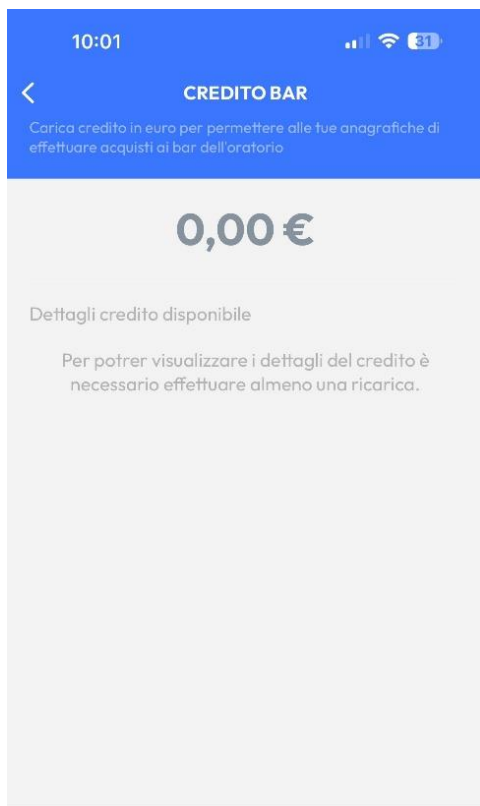 10:01
31
CREDITO BAR
Carica credito in euro per permettere alle tue anagrafiche di
effettuare acquisti ai bar dell'oratorio
0,00 €
Dettagli credito disponibile
Per potrer visualizzare i dettagli del credito è
necessario effettuare almeno una ricarica.